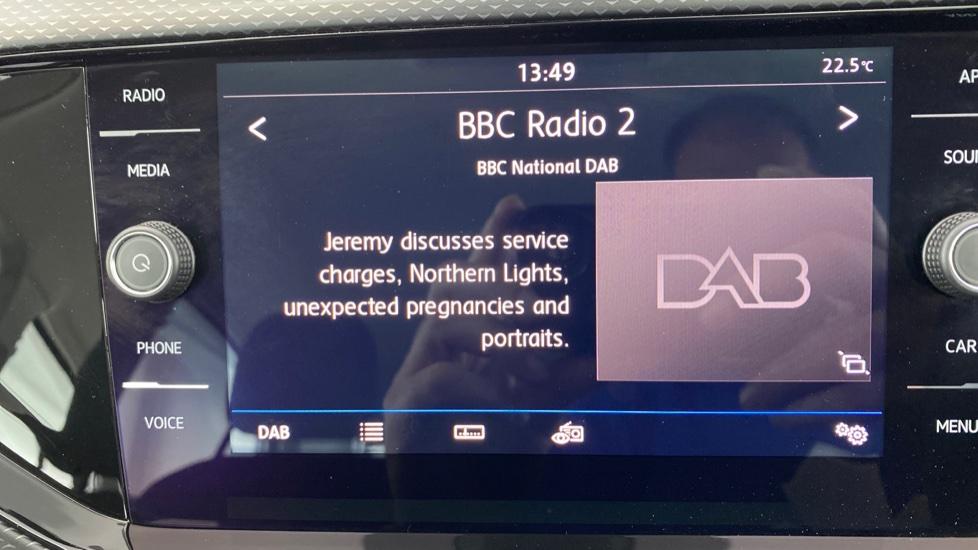 13:49
22.5°C
RADIO
MEDIA
PHONE
VOICE
< BBC Radio 2 >
BBC National DAB
Jeremy discusses service
charges, Northern Lights,
unexpected pregnancies and
portraits.
DAB
DAB
SOU
CAR
MENU
AP